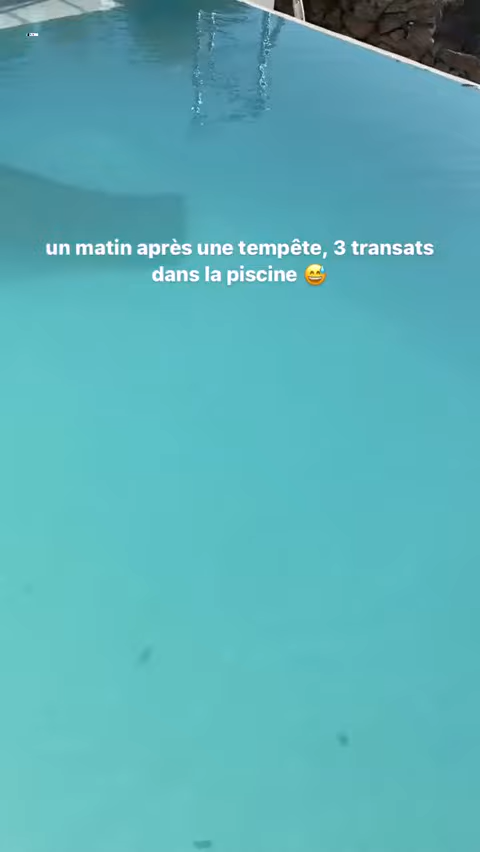 un matin après une tempête, 3 transats
dans la piscine 😅